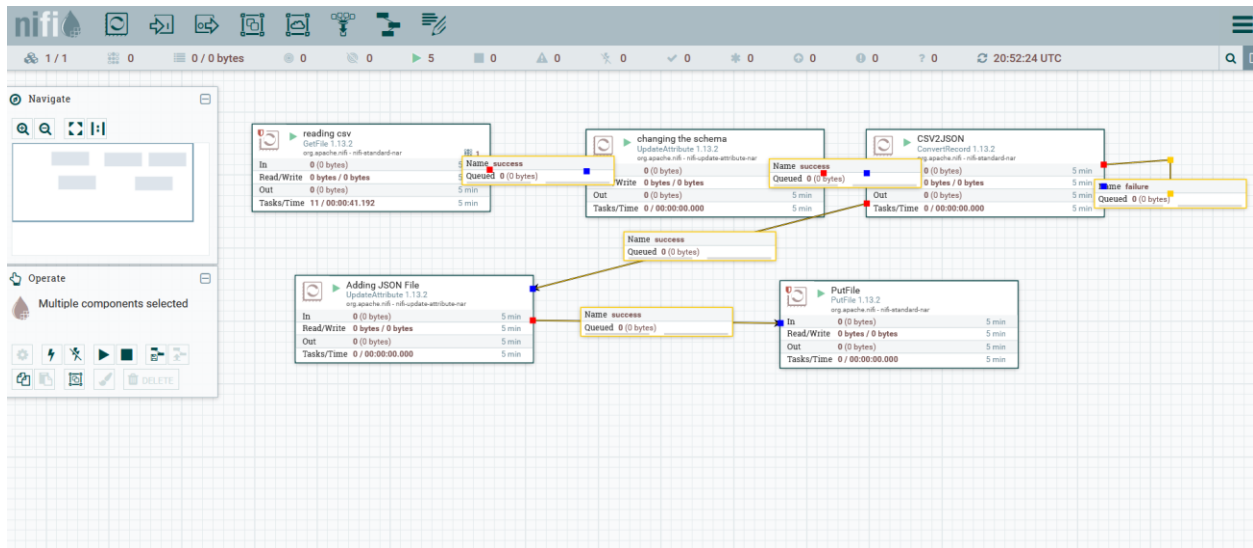 nifi
1 / 1 0 0 / 0 bytes 0 0 5 0 0 0 0 0 0 0 0 20:52:24 UTC
Navigate
Operate
Multiple components selected
DELETE
reading csv
GetFile 1.13.2
org.apache.nifi - nifi-standard-nar
1
In 0 (0 bytes) 5
Read/Write 0 bytes / 0 bytes
Out 0 (0 bytes) 5 min
Tasks/Time 11 / 00:00:41.192 5 min
Name success
Queued 0 (0 bytes)
changing the schema
UpdateAttribute 1.13.2
org.apache.nifi - nifi-update-attribute-nar
0 (0 bytes)
Write 0 bytes / 0 bytes
Out 0 (0 bytes) 5 min
Tasks/Time 0 / 00:00:00.000 5 min
Name success
Queued 0 (0 bytes)
CSV2JSON
ConvertRecord 1.13.2
org.apache.nifi - nifi-standard-nar
0 (0 bytes) 5 min
0 bytes / 0 bytes 5 min
Out 0 (0 bytes) 5 min
Tasks/Time 0 / 00:00:00.000 5 min
Name failure
Queued 0 (0 bytes)
Name success
Queued 0 (0 bytes)
Adding JSON File
UpdateAttribute 1.13.2
org.apache.nifi - nifi-update-attribute-nar
In 0 (0 bytes) 5 min
Read/Write 0 bytes / 0 bytes 5 min
Out 0 (0 bytes) 5 min
Tasks/Time 0 / 00:00:00.000 5 min
Name success
Queued 0 (0 bytes)
PutFile
PutFile 1.13.2
org.apache.nifi - nifi-standard-nar
In 0 (0 bytes) 5 min
Read/Write 0 bytes / 0 bytes 5 min
Out 0 (0 bytes) 5 min
Tasks/Time 0 / 00:00:00.000 5 min